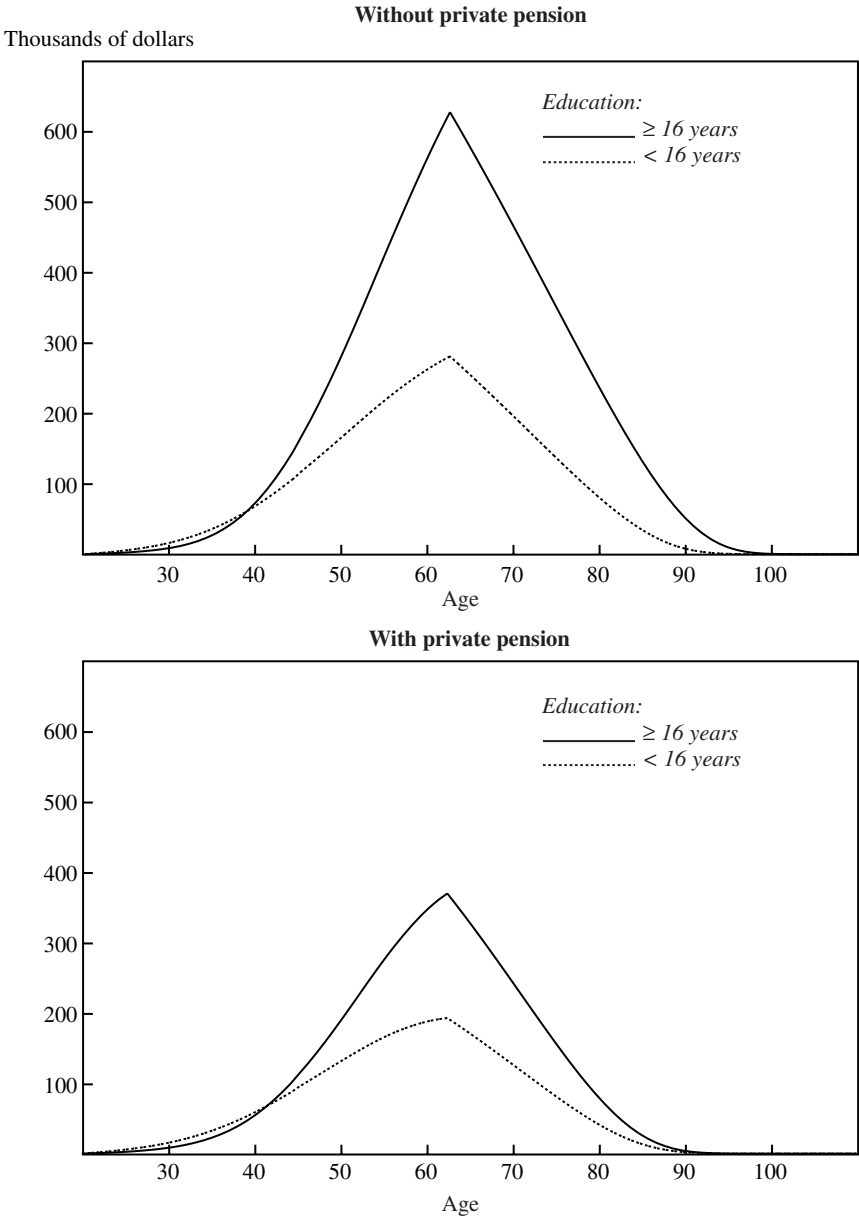 Without private pension
Thousands of dollars
Education:
≥ 16 years
< 16 years
600
500
400
300
200
100
30 40 50 60 70 80 90 100
Age
With private pension
Education:
≥ 16 years
< 16 years
600
500
400
300
200
100
30 40 50 60 70 80 90 100
Age